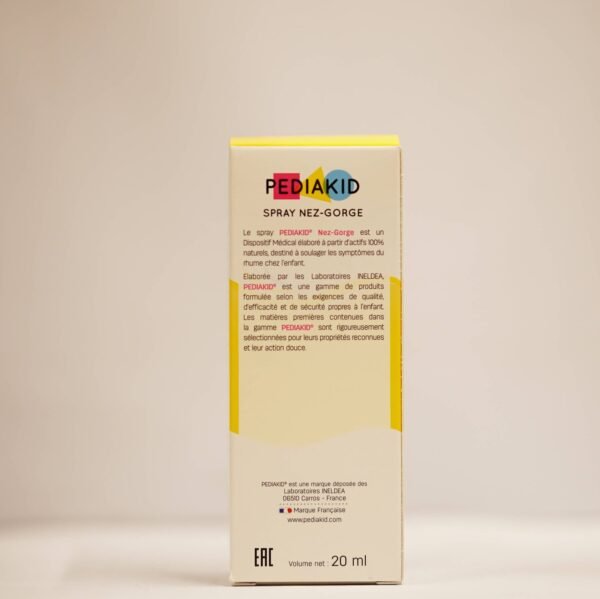 PEDIAKID
SPRAY NEZ-GORGE
Le spray PEDIAKID® Nez-Gorge est un
Dispositif Médical élaboré à partir d'actifs 100%
naturels, destiné à soulager les symptômes du
rhume chez l'enfant.
Elaborée par les Laboratoires INELDEA,
PEDIAKID® est une gamme de produits
formulée selon les exigences de qualité,
d'efficacité et de sécurité propres à l'enfant.
Les matières premières contenues dans
la gamme PEDIAKID® sont rigoureusement
sélectionnées pour leurs propriétés reconnues
et leur action douce.
PEDIAKID® est une marque déposée des
Laboratoires INELDEA
06510 Carros - France
Marque Française
www.pediakid.com
EAC Volume net : 20 ml